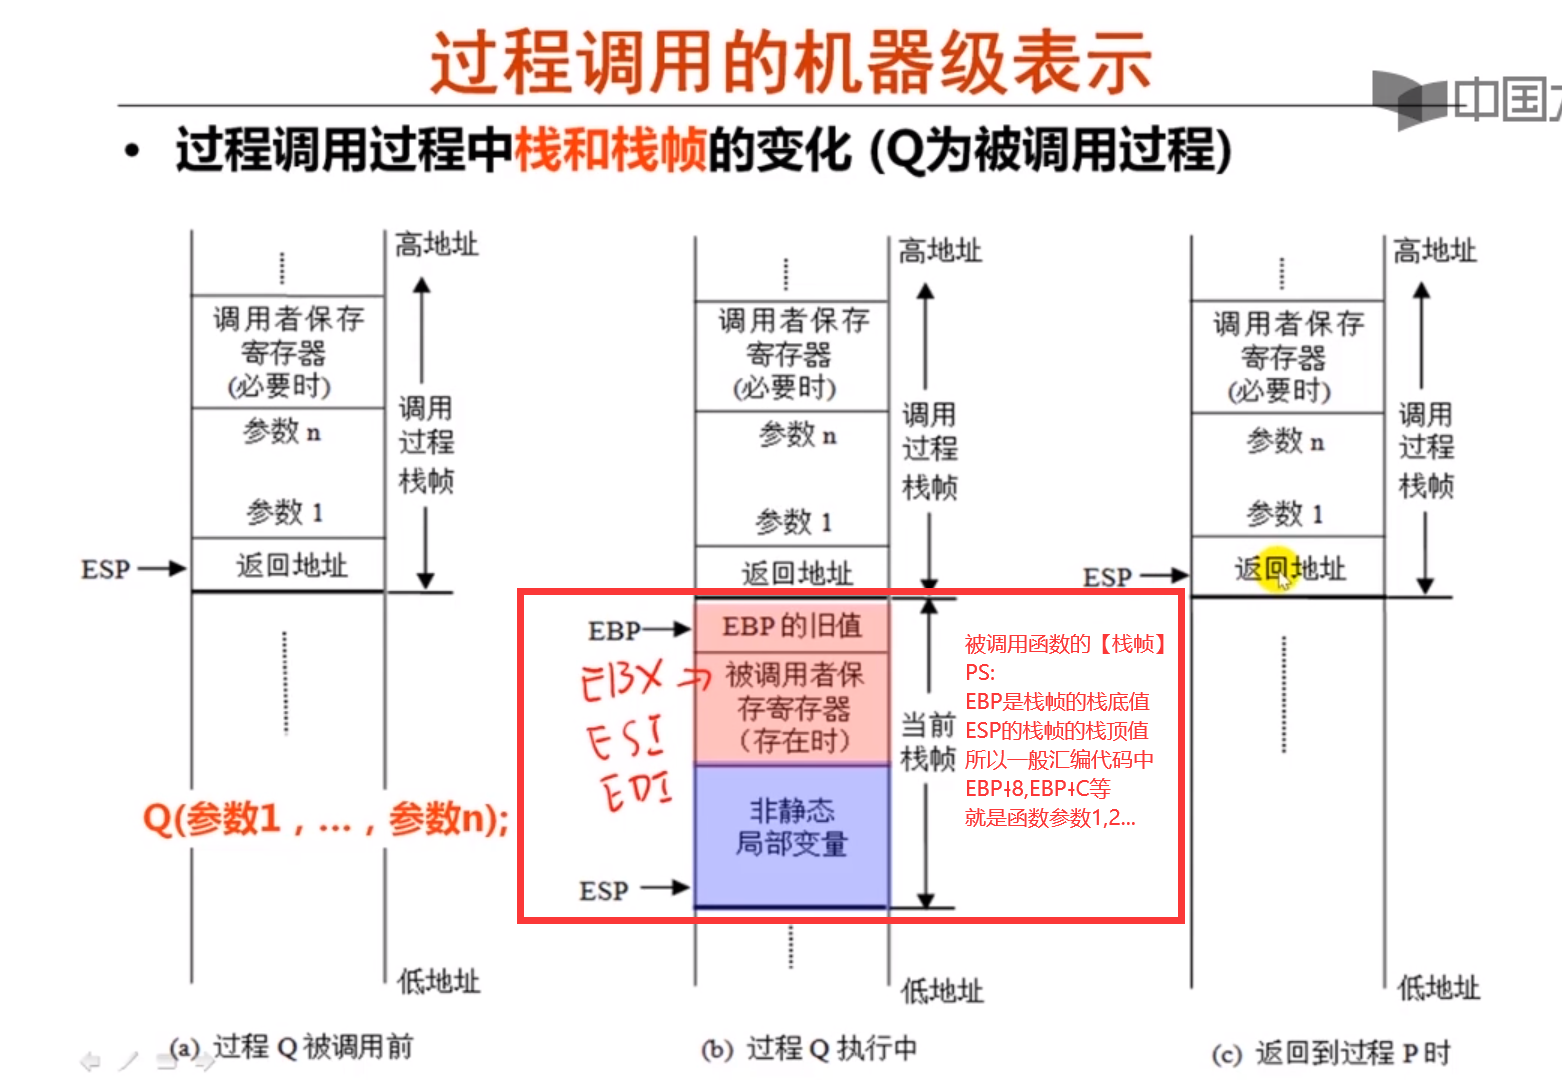 过程调用的机器级表示
中国大
• 过程调用过程中栈和栈帧的变化 (Q为被调用过程)
高地址
调用者保存
寄存器
(必要时)
参数 n
参数 1
返回地址
ESP
调用
过程
栈帧
Q(参数1，...，参数n);
低地址
(a) 过程 Q 被调用前
高地址
调用者保存
寄存器
(必要时)
参数 n
参数 1
返回地址
调用
过程
栈帧
EBP
EBP 的旧值
EBX
ESI
EDI
被调用者保
存寄存器
（存在时）
非静态
局部变量
ESP
当前
栈帧
被调用函数的【栈帧】
PS:
EBP是栈帧的栈底值
ESP的栈帧的栈顶值
所以一般汇编代码中
EBP+8,EBP+C等
就是函数参数1,2...
低地址
(b) 过程 Q 执行中
高地址
调用者保存
寄存器
(必要时)
参数 n
参数 1
返回地址
ESP
调用
过程
栈帧
低地址
(c) 返回到过程 P 时